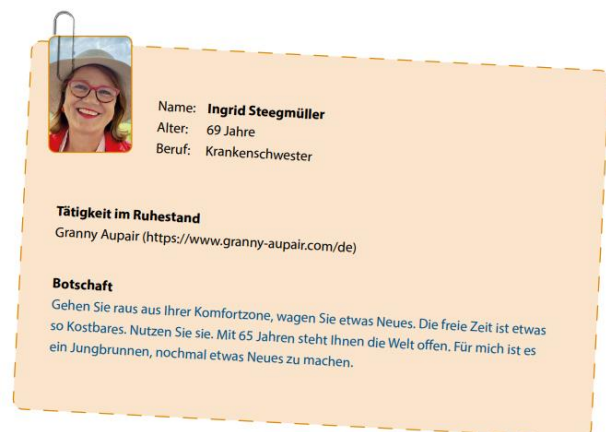 Name: Ingrid Steegmüller
Alter: 69 Jahre
Beruf: Krankenschwester
Tätigkeit im Ruhestand
Granny Aupair (https://www.granny-aupair.com/de)
Botschaft
Gehen Sie raus aus Ihrer Komfortzone, wagen Sie etwas Neues. Die freie Zeit ist etwas
so Kostbares. Nutzen Sie sie. Mit 65 Jahren steht Ihnen die Welt offen. Für mich ist es
ein Jungbrunnen, nochmal etwas Neues zu machen.